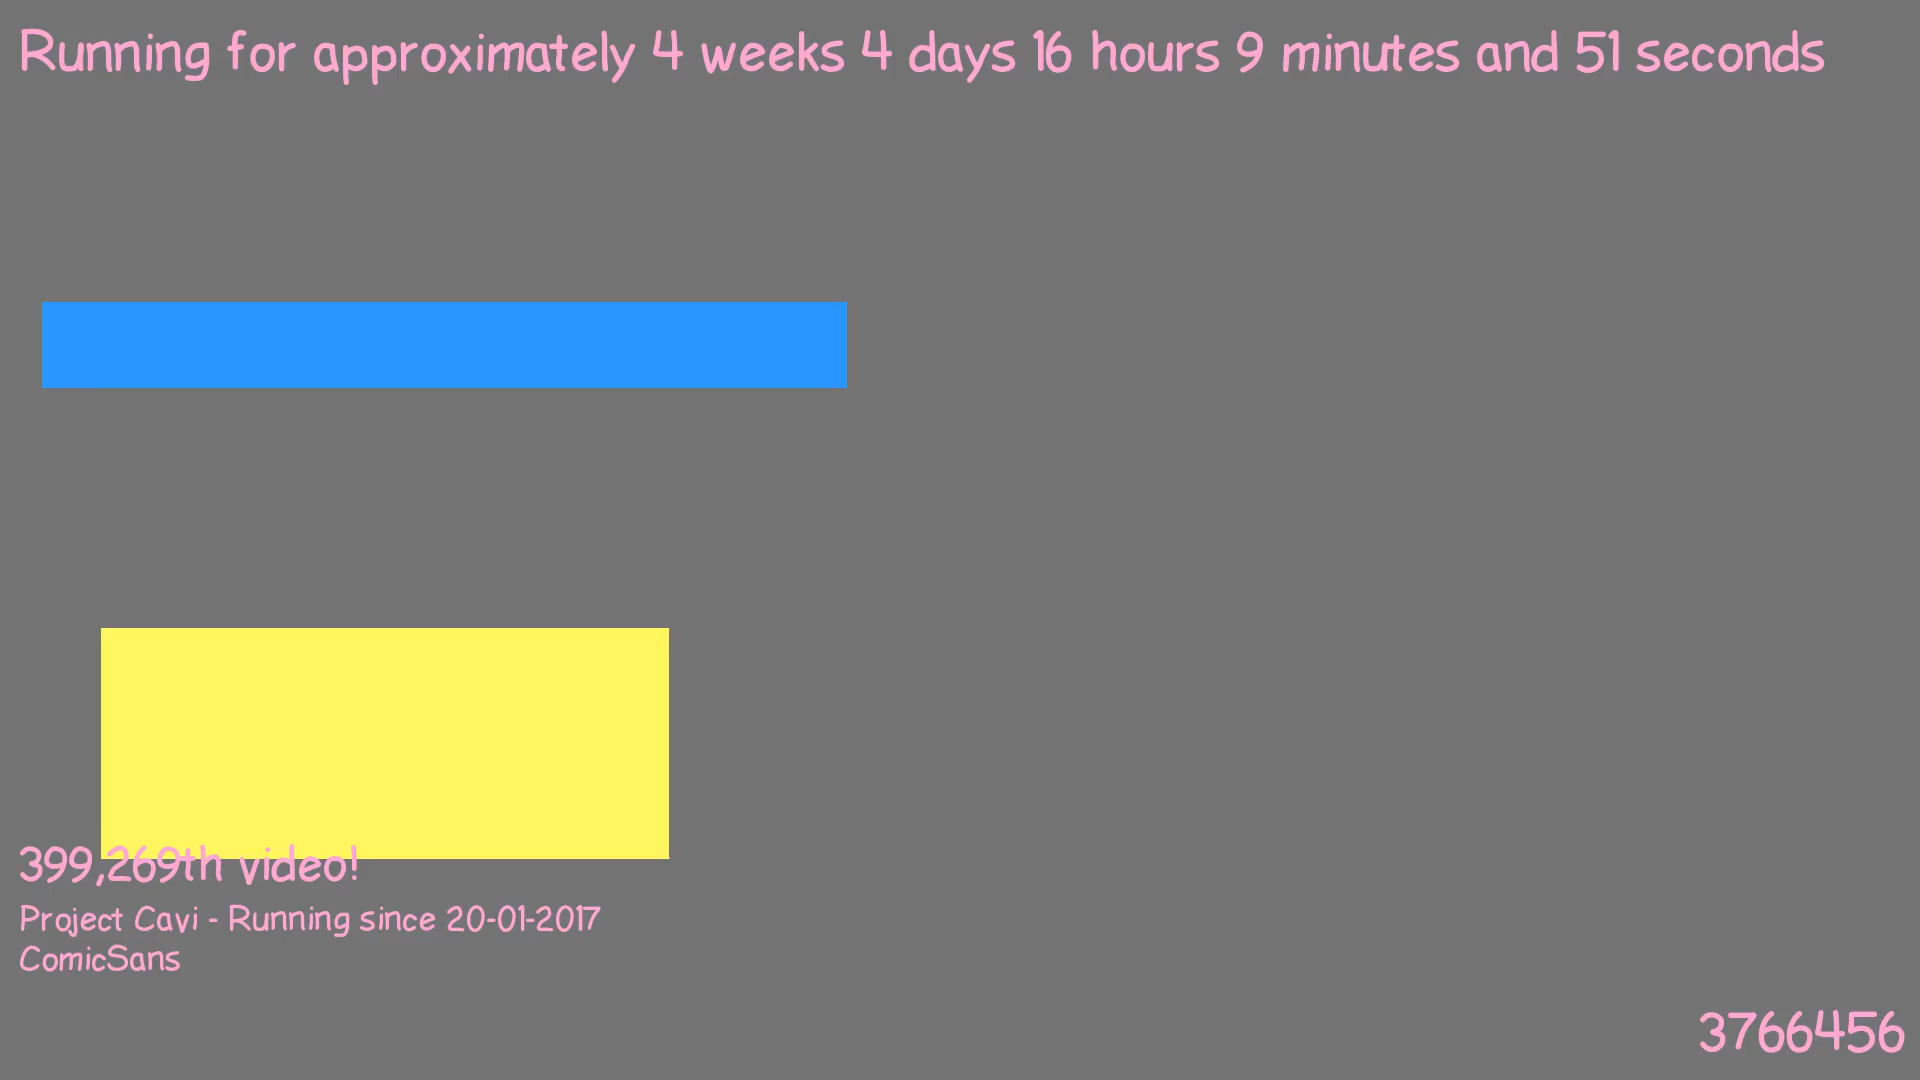 Running for approximately 4 weeks 4 days 16 hours 9 minutes and 51 seconds
399,269th video!
Project Cavi - Running since 20-01-2017
ComicSans
3766456